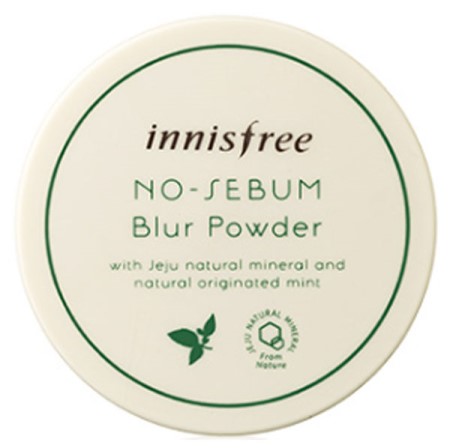 innisfree
NO-SEBUM
Blur Powder
with Jeju natural mineral and
natural originated mint
JEJU NATURAL MINERAL
From
Nature